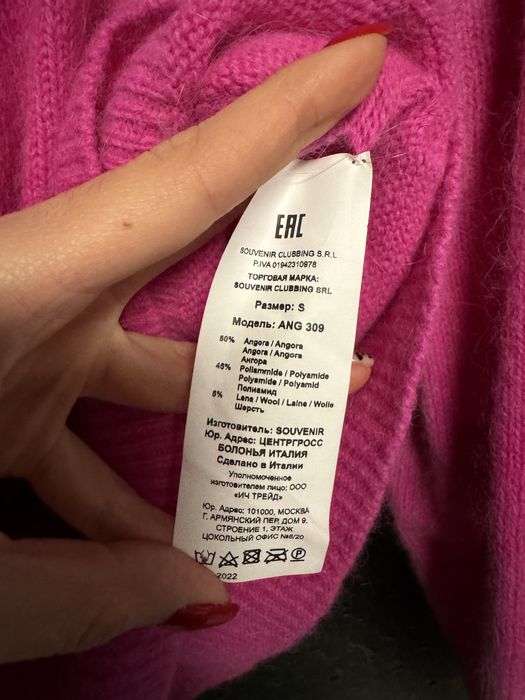 EAC
SOUVENIR CLUBBING S.R.L
P.IVA 01942310978
ТОРГОВАЯ МАРКА:
SOUVENIR CLUBBING SRL
Размер: S
Модель: ANG 309
50% Angora / Angora
Angora / Angora
Ангора
45% Poliammide / Polyamide
Polyamide / Polyamid
Полиамид
5% Lana / Wool / Laine / Wolle
Шерсть
Изготовитель: SOUVENIR
Юр. Адрес: ЦЕНТРГРОСС
БОЛОНЬЯ ИТАЛИЯ
Сделано в Италии
Уполномоченное
изготовителем лицо: ООО
«ИЧ ТРЕЙД»
Юр. Адрес: 101000, МОСКВА
Г. АРМЯНСКИЙ ПЕР, ДОМ 9,
СТРОЕНИЕ 1, ЭТАЖ
ЦОКОЛЬНЫЙ ОФИС №8/20
2022